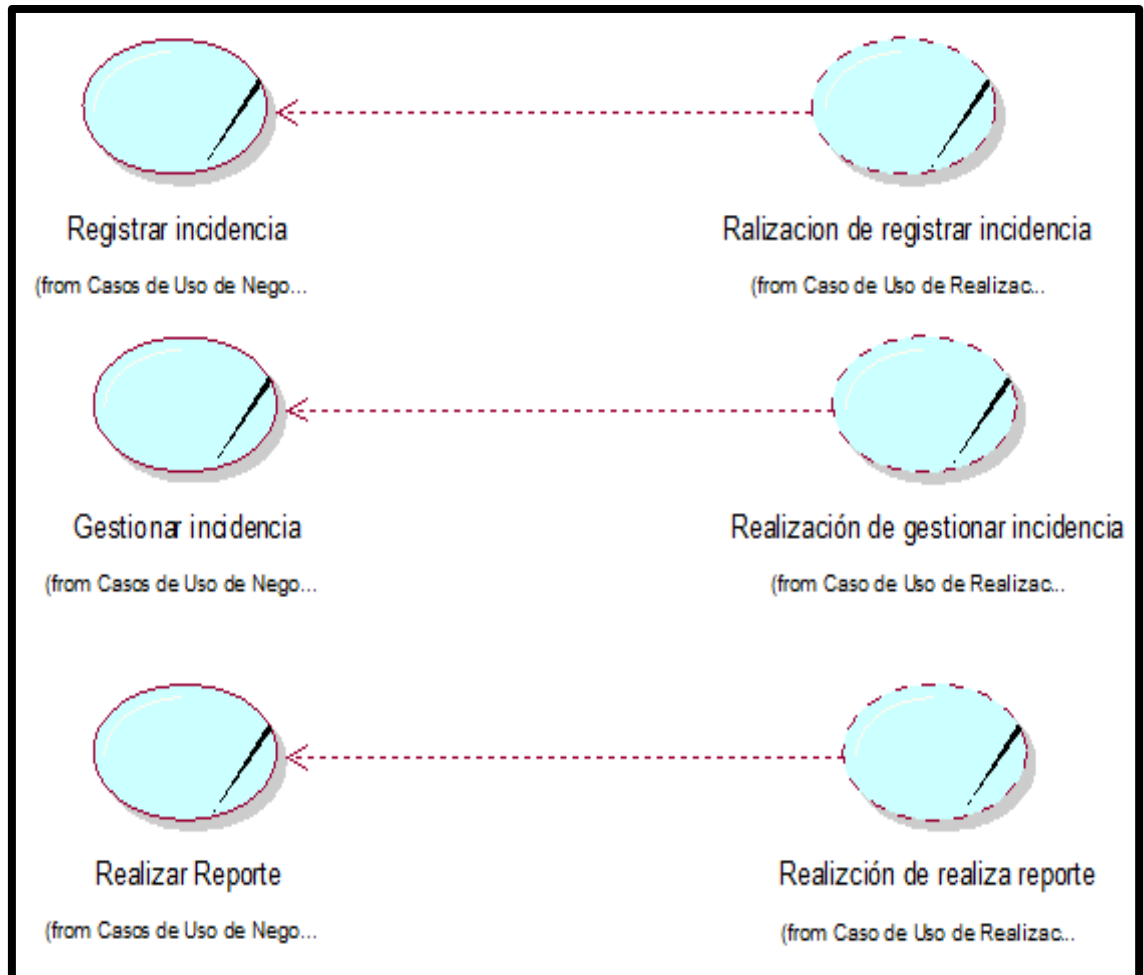 Registrar incidencia
Ralizacion de registrar incidencia
(from Casos de Uso de Nego...
(from Caso de Uso de Realizac...
Gestionar incidencia
Realización de gestionar incidencia
(from Casos de Uso de Nego...
(from Caso de Uso de Realizac...
Realizar Reporte
Realizción de realiza reporte
(from Casos de Uso de Nego...
(from Caso de Uso de Realizac...